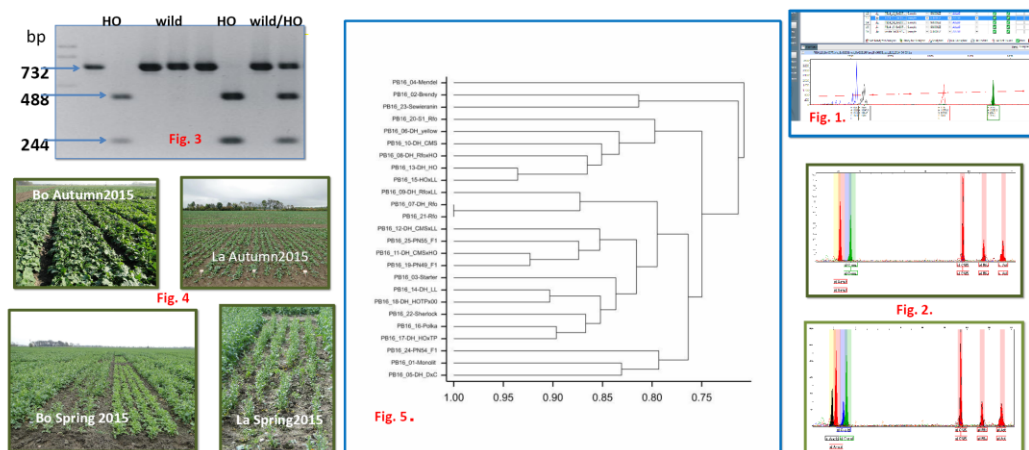 HO wild HO wild/HO
bp
732
488
244
Fig. 3
Bo Autumn2015
La Autumn2015
Fig. 4
Bo Spring 2015
La Spring2015
PB16_04-Mendel
PB16_02-Brendy
PB16_23-Sewieranin
PB16_20-S1_Rfo
PB16_06-DH_yellow
PB16_10-DH_CMS
PB16_08-DH_RfoxHO
PB16_13-DH_HO
PB16_15-HOxLL
PB16_09-DH_RfoxLL
PB16_07-DH_Rfo
PB16_21-Rfo
PB16_12-DH_CMSxLL
PB16_25-PN55_F1
PB16_11-DH_CMSxHO
PB16_19-PN49_F1
PB16_03-Starter
PB16_14-DH_LL
PB16_18-DH_HOTPx00
PB16_22-Sherlock
PB16_16-Polka
PB16_17-DH_HOxTP
PB16_24-PN54_F1
PB16_01-Monolit
PB16_05-DH_DxC
1.00 0.95 0.90 0.85 0.80 0.75
Fig. 5.
Fig. 1.
Fig. 2.